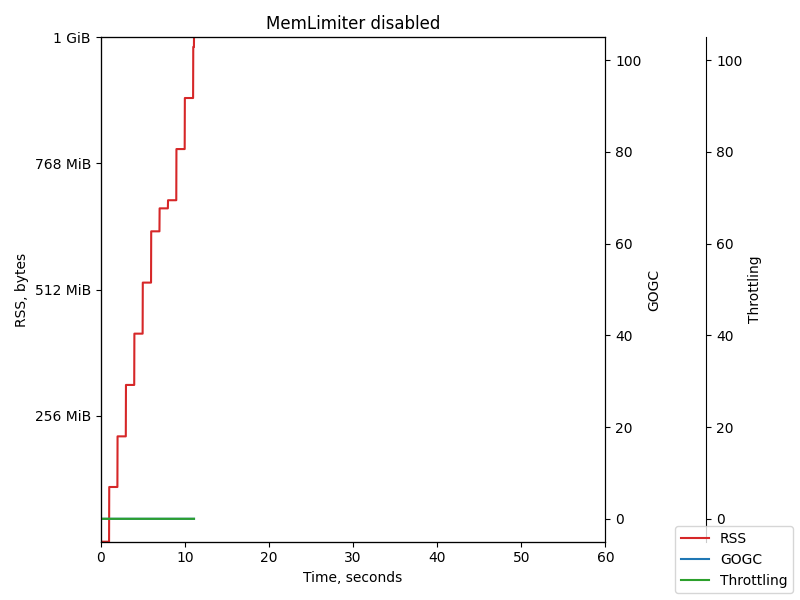 MemLimiter disabled
1 GiB
768 MiB
512 MiB
256 MiB
RSS, bytes
0 10 20 30 40 50 60
Time, seconds
100
80
60
40
20
0
GOGC
100
80
60
40
20
0
Throttling
RSS
GOGC
Throttling